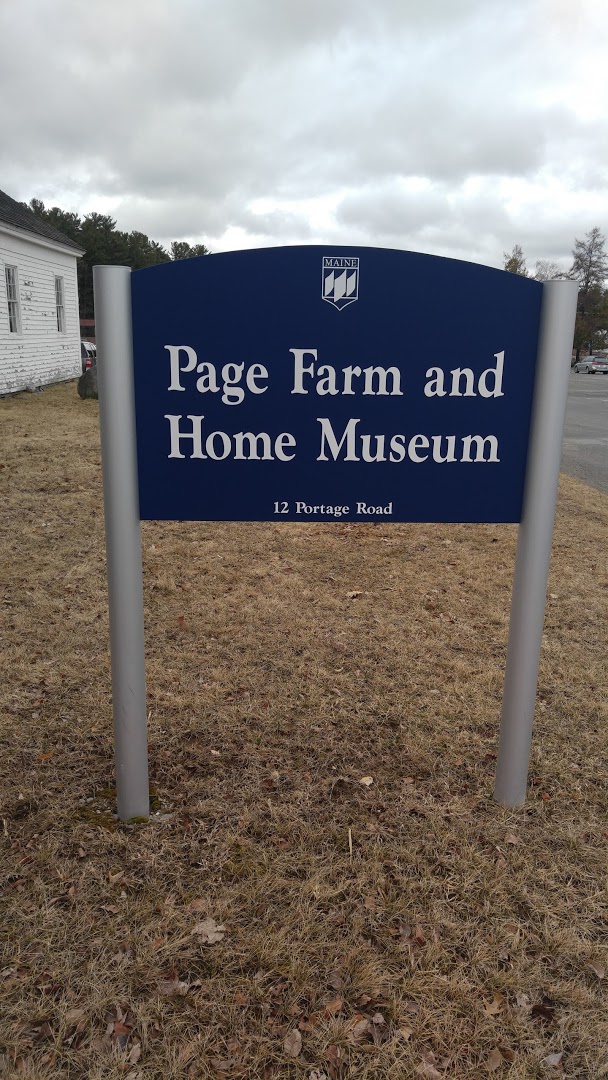 MAINE
Page Farm and
Home Museum
12 Portage Road